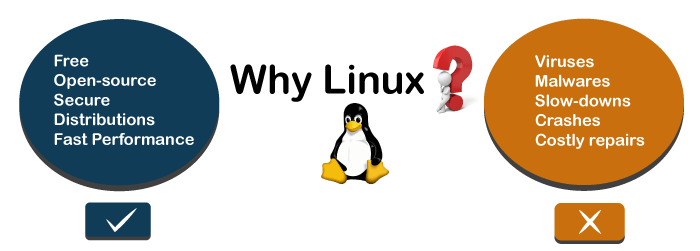 Free
Open-source
Secure
Distributions
Fast Performance
Why Linux ?
Viruses
Malwares
Slow-downs
Crashes
Costly repairs